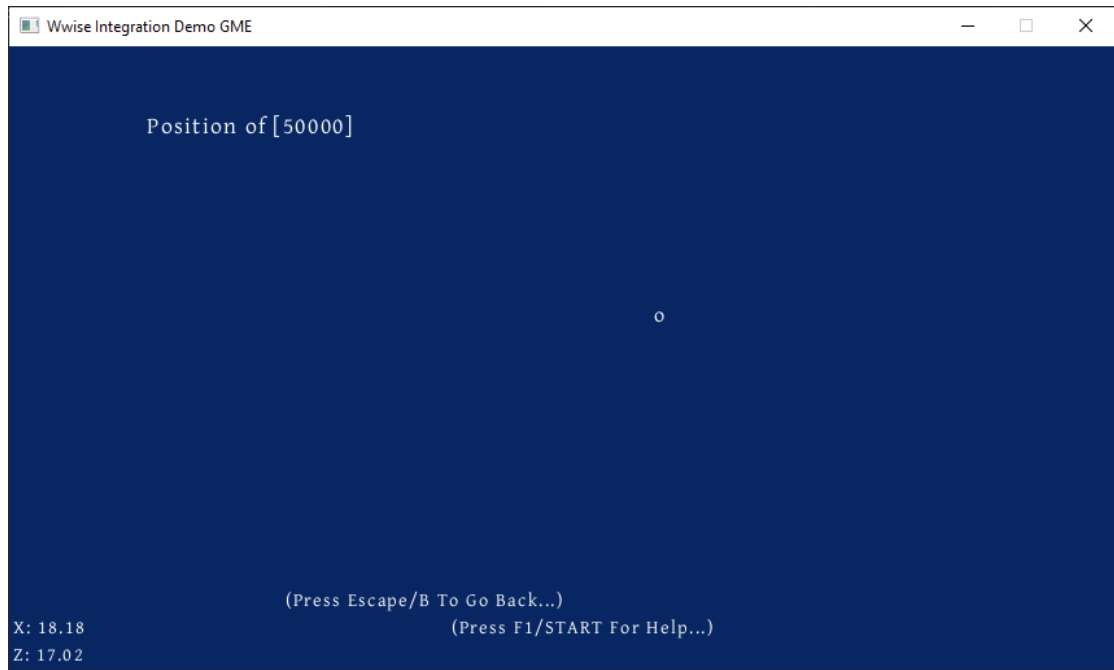 Wwise Integration Demo GME
Position of[50000]
o
(Press Escape/B To Go Back...)
X: 18.18
(Press F1/START For Help...)
Z: 17.02